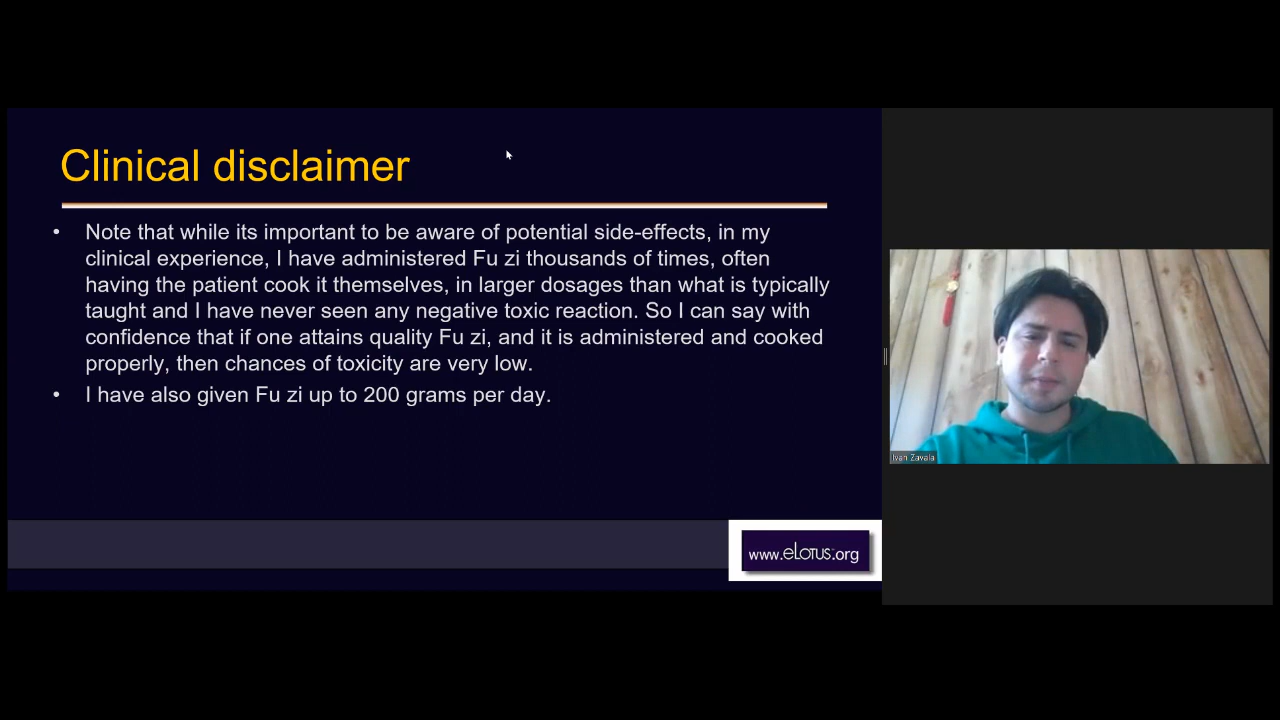 Clinical disclaimer
• Note that while its important to be aware of potential side-effects, in my
clinical experience, I have administered Fu zi thousands of times, often
having the patient cook it themselves, in larger dosages than what is typically
taught and I have never seen any negative toxic reaction. So I can say with
confidence that if one attains quality Fu zi, and it is administered and cooked
properly, then chances of toxicity are very low.
• I have also given Fu zi up to 200 grams per day.
Ivan Zavala
www.eLotus.org